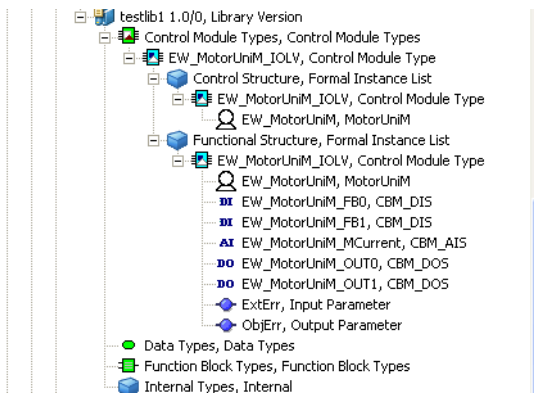 testlib1 1.0/0, Library Version
Control Module Types, Control Module Types
EW_MotorUniM_IOLV, Control Module Type
Control Structure, Formal Instance List
EW_MotorUniM_IOLV, Control Module Type
EW_MotorUniM, MotorUniM
Functional Structure, Formal Instance List
EW_MotorUniM_IOLV, Control Module Type
EW_MotorUniM, MotorUniM
DI EW_MotorUniM_FB0, CBM_DIS
DI EW_MotorUniM_FB1, CBM_DIS
AI EW_MotorUniM_MCurrent, CBM_AIS
DO EW_MotorUniM_OUT0, CBM_DOS
DO EW_MotorUniM_OUT1, CBM_DOS
ExtErr, Input Parameter
ObjErr, Output Parameter
Data Types, Data Types
Function Block Types, Function Block Types
Internal Types, Internal